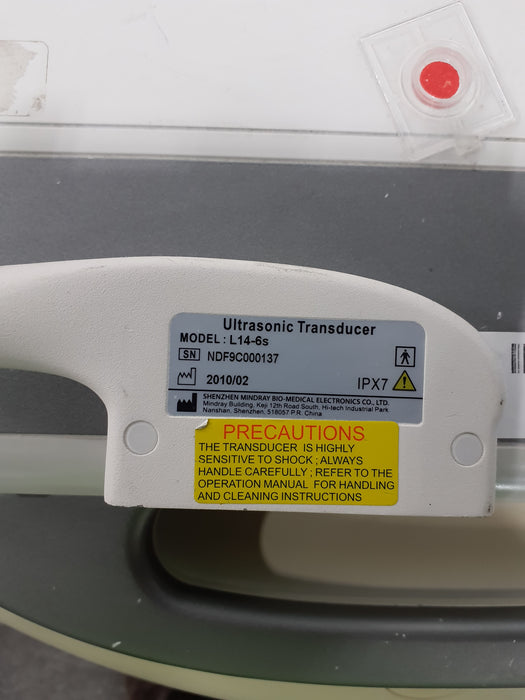 Ultrasonic Transducer
MODEL : L14-6s
SN NDF9C000137
2010/02
IPX7
SHENZHEN MINDRAY BIO-MEDICAL ELECTRONICS CO., LTD.
Mindray Building, Keji 12th Road South, Hi-tech Industrial Park
Nanshan, Shenzhen, 518057 P.R. China
PRECAUTIONS
THE TRANSDUCER IS HIGHLY
SENSITIVE TO SHOCK ; ALWAYS
HANDLE CAREFULLY ; REFER TO THE
OPERATION MANUAL FOR HANDLING
AND CLEANING INSTRUCTIONS